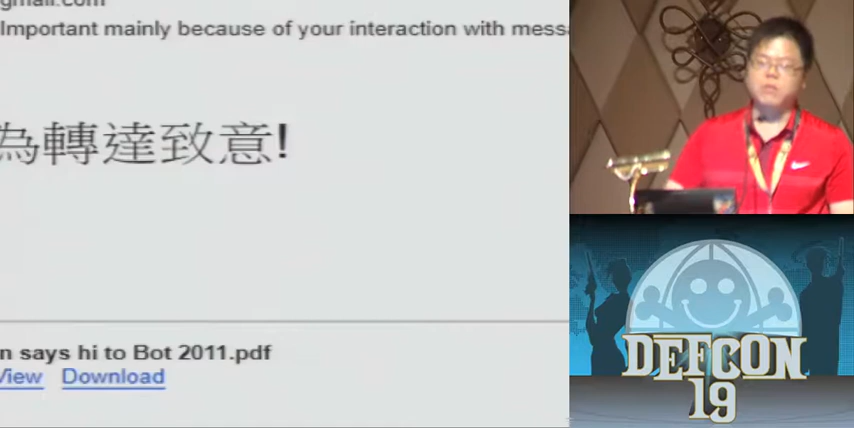 gmail.com
Important mainly because of your interaction with mess
為轉達致意!
n says hi to Bot 2011.pdf
View Download
DEFCON
19